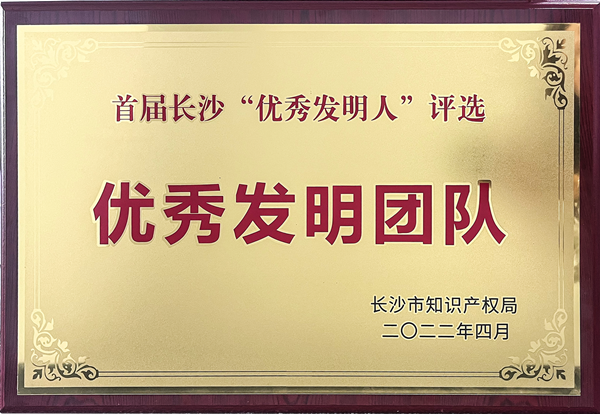 首届长沙“优秀发明人”评选
优秀发明团队
长沙市知识产权局
二〇二二年四月